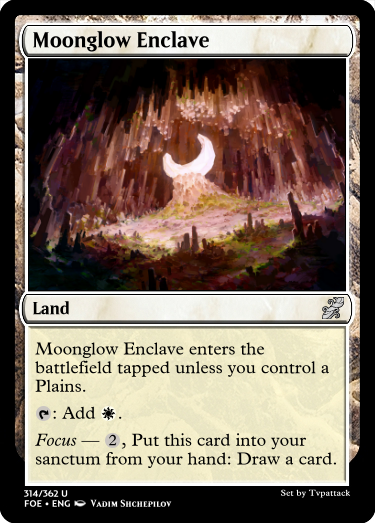 Moonglow Enclave
Land
Moonglow Enclave enters the
battlefield tapped unless you control a
Plains.
: Add .
Focus — 2, Put this card into your
sanctum from your hand: Draw a card.
314/362 U
FOE • ENG Vadim Shchepilov
Set by Tvpattack